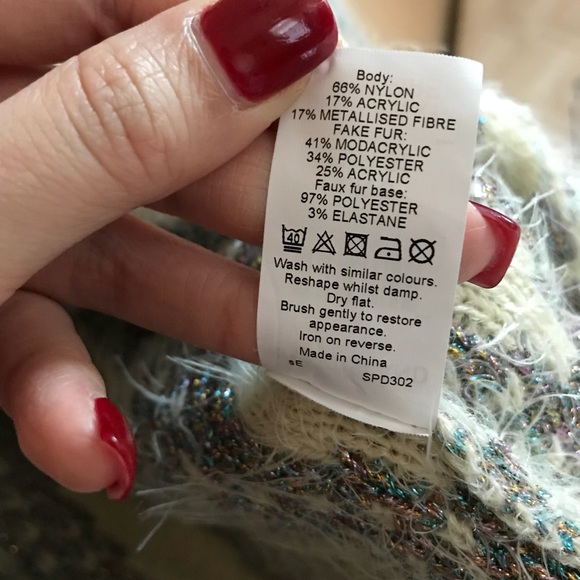 Body:
66% NYLON
17% ACRYLIC
17% METALLISED FIBRE
FAKE FUR:
41% MODACRYLIC
34% POLYESTER
25% ACRYLIC
Faux fur base:
97% POLYESTER
3% ELASTANE
40
Wash with similar colours.
Reshape whilst damp.
Dry flat.
Brush gently to restore
appearance.
Iron on reverse.
Made in China
sE
SPD302